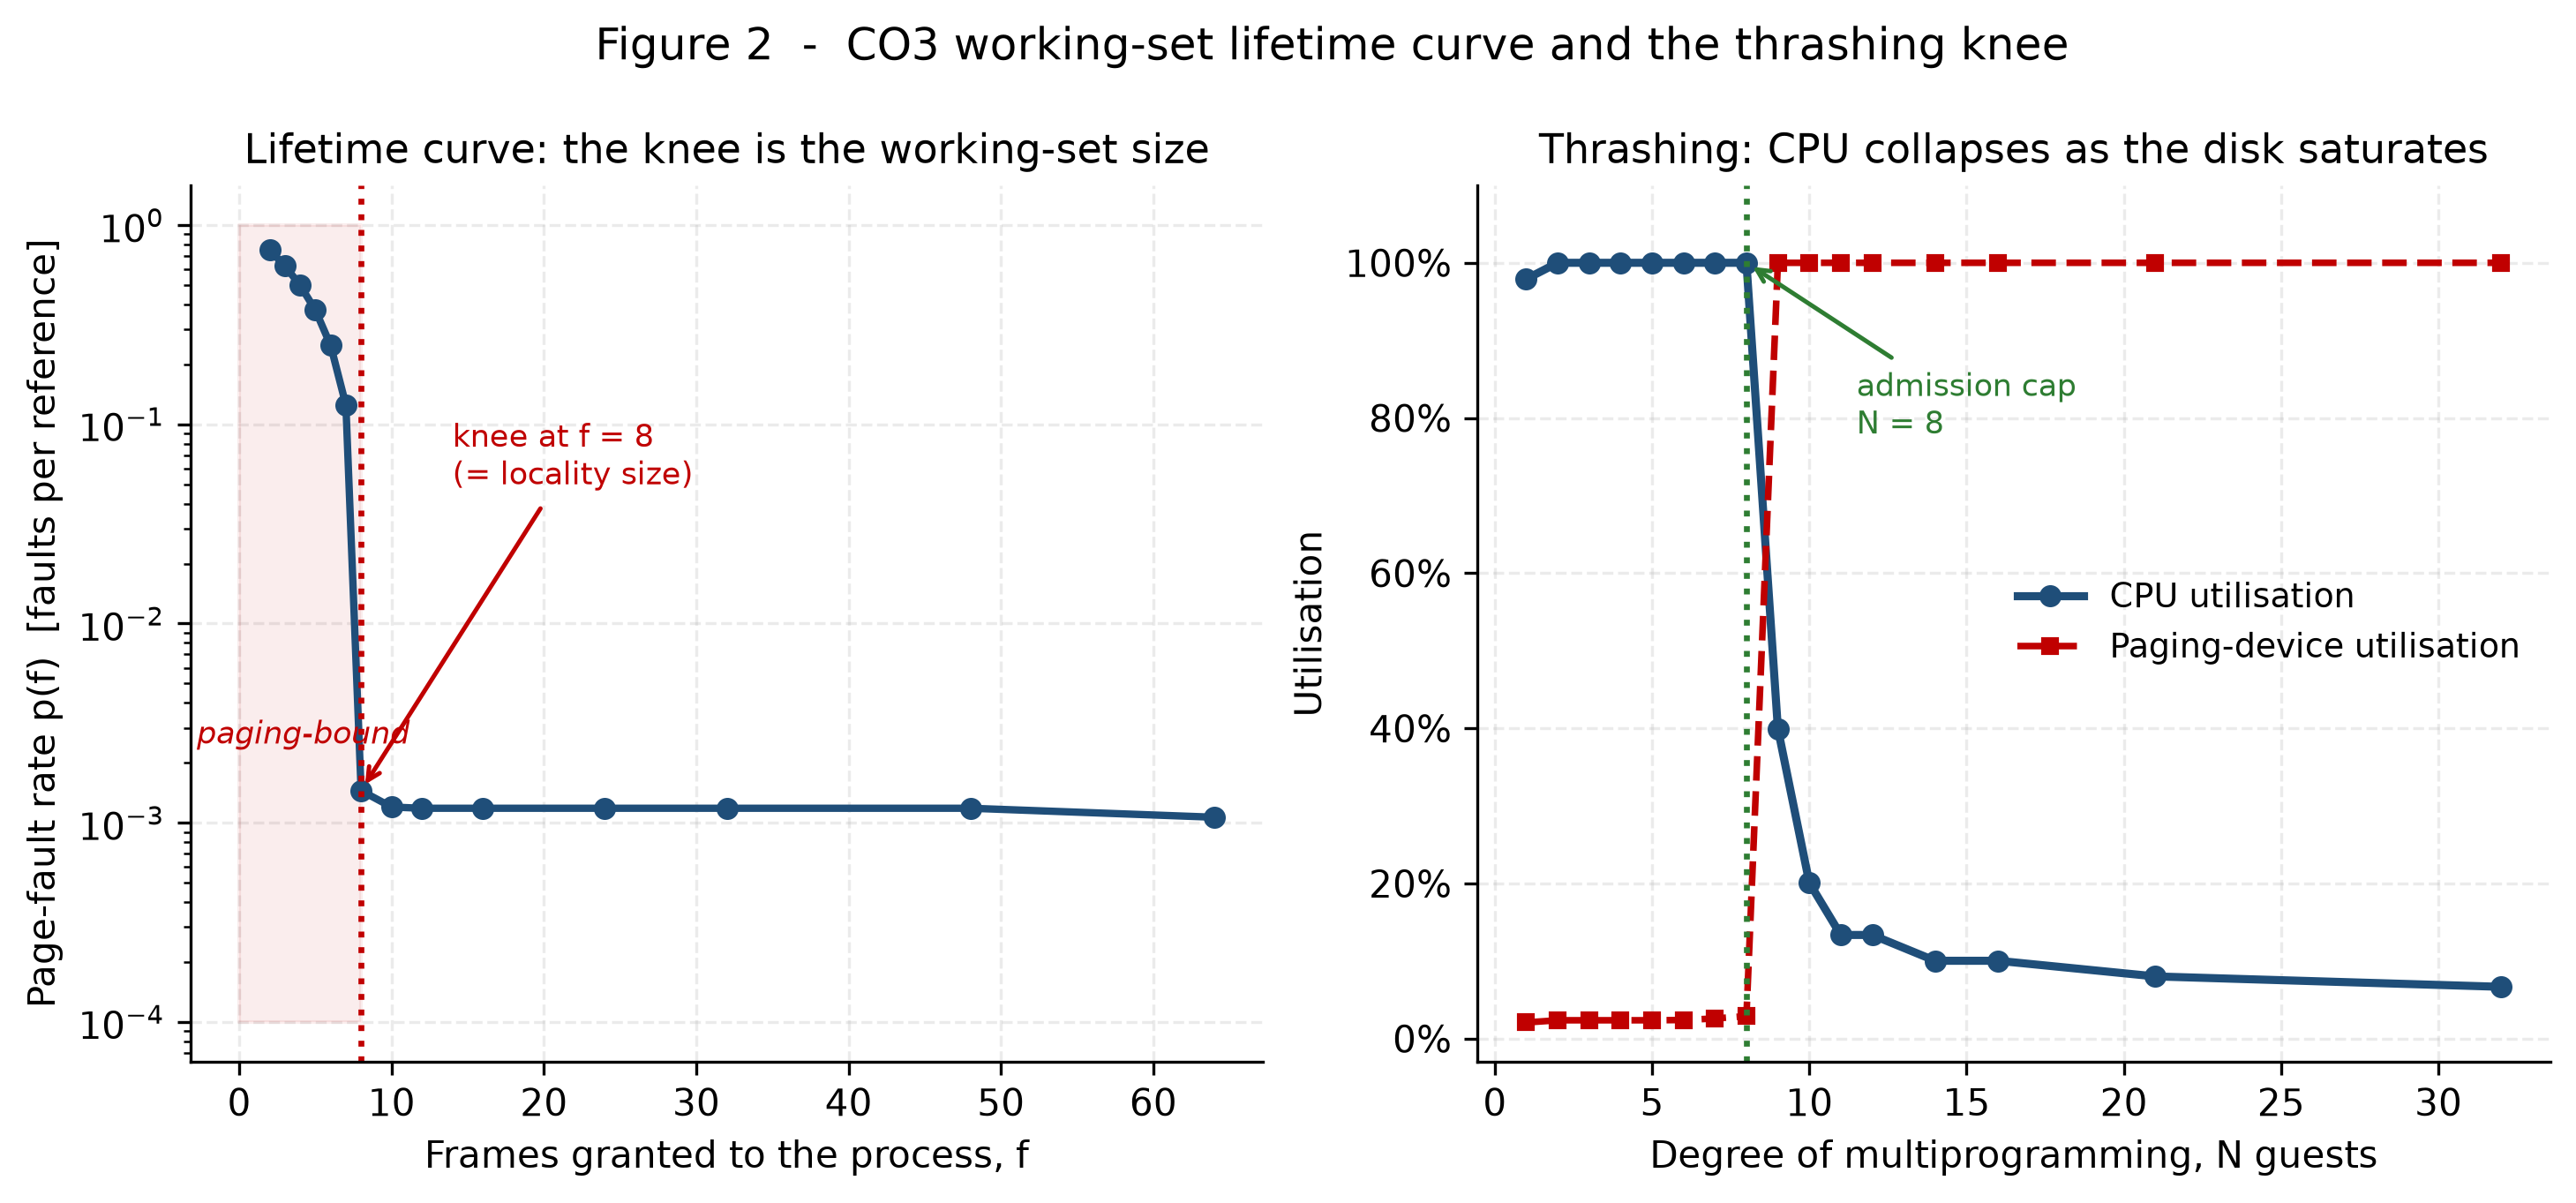 Figure 2 - CO3 working-set lifetime curve and the thrashing knee
Lifetime curve: the knee is the working-set size
Page-fault rate p(f) [faults per reference]
10⁰
10⁻¹
10⁻²
10⁻³
10⁻⁴
knee at f = 8
(= locality size)
paging-bound
0 10 20 30 40 50 60
Frames granted to the process, f
Thrashing: CPU collapses as the disk saturates
Utilisation
100%
80%
60%
40%
20%
0%
admission cap
N = 8
CPU utilisation
Paging-device utilisation
0 5 10 15 20 25 30
Degree of multiprogramming, N guests